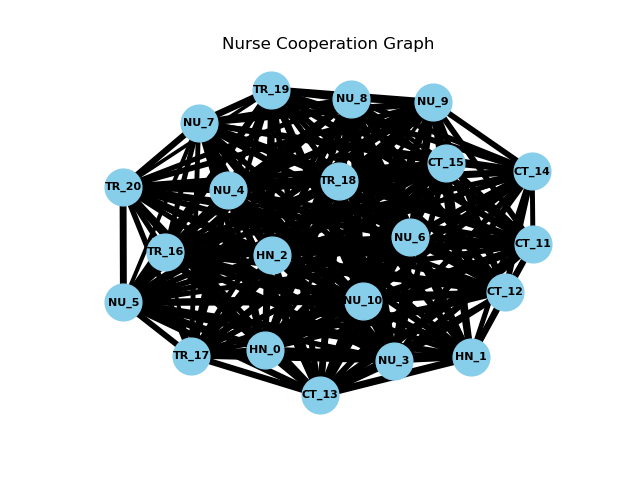 Nurse Cooperation Graph
TR_19
NU_8
NU_9
NU_7
CT_15
CT_14
TR_18
TR_20
NU_4
NU_6
CT_11
TR_16
HN_2
CT_12
NU_5
NU_10
HN_0
TR_17
NU_3
HN_1
CT_13